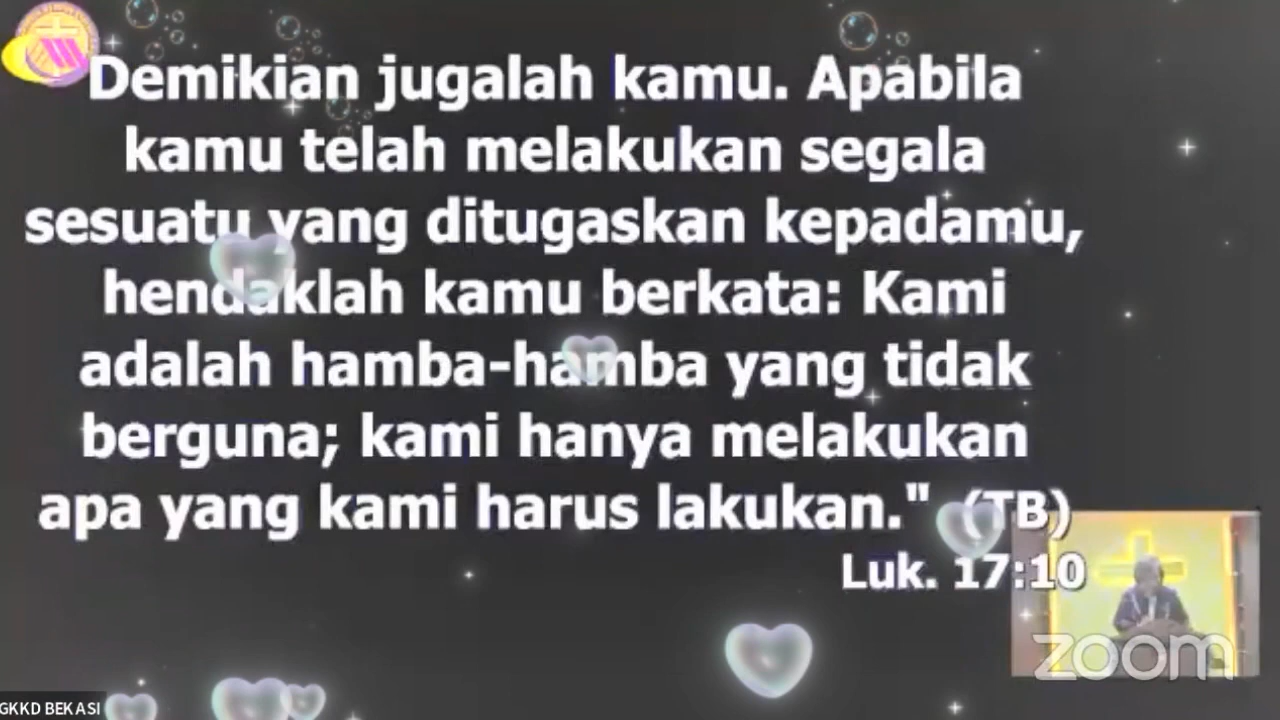 Demikian jugalah kamu. Apabila
kamu telah melakukan segala
sesuatu yang ditugaskan kepadamu,
hendaklah kamu berkata: Kami
adalah hamba-hamba yang tidak
berguna; kami hanya melakukan
apa yang kami harus lakukan." (TB)
Luk. 17:10
zoom
GKKD BEKASI